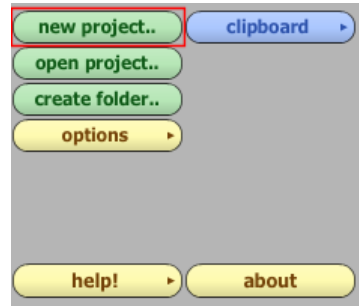 new project.. clipboard
open project..
create folder..
options
help! about